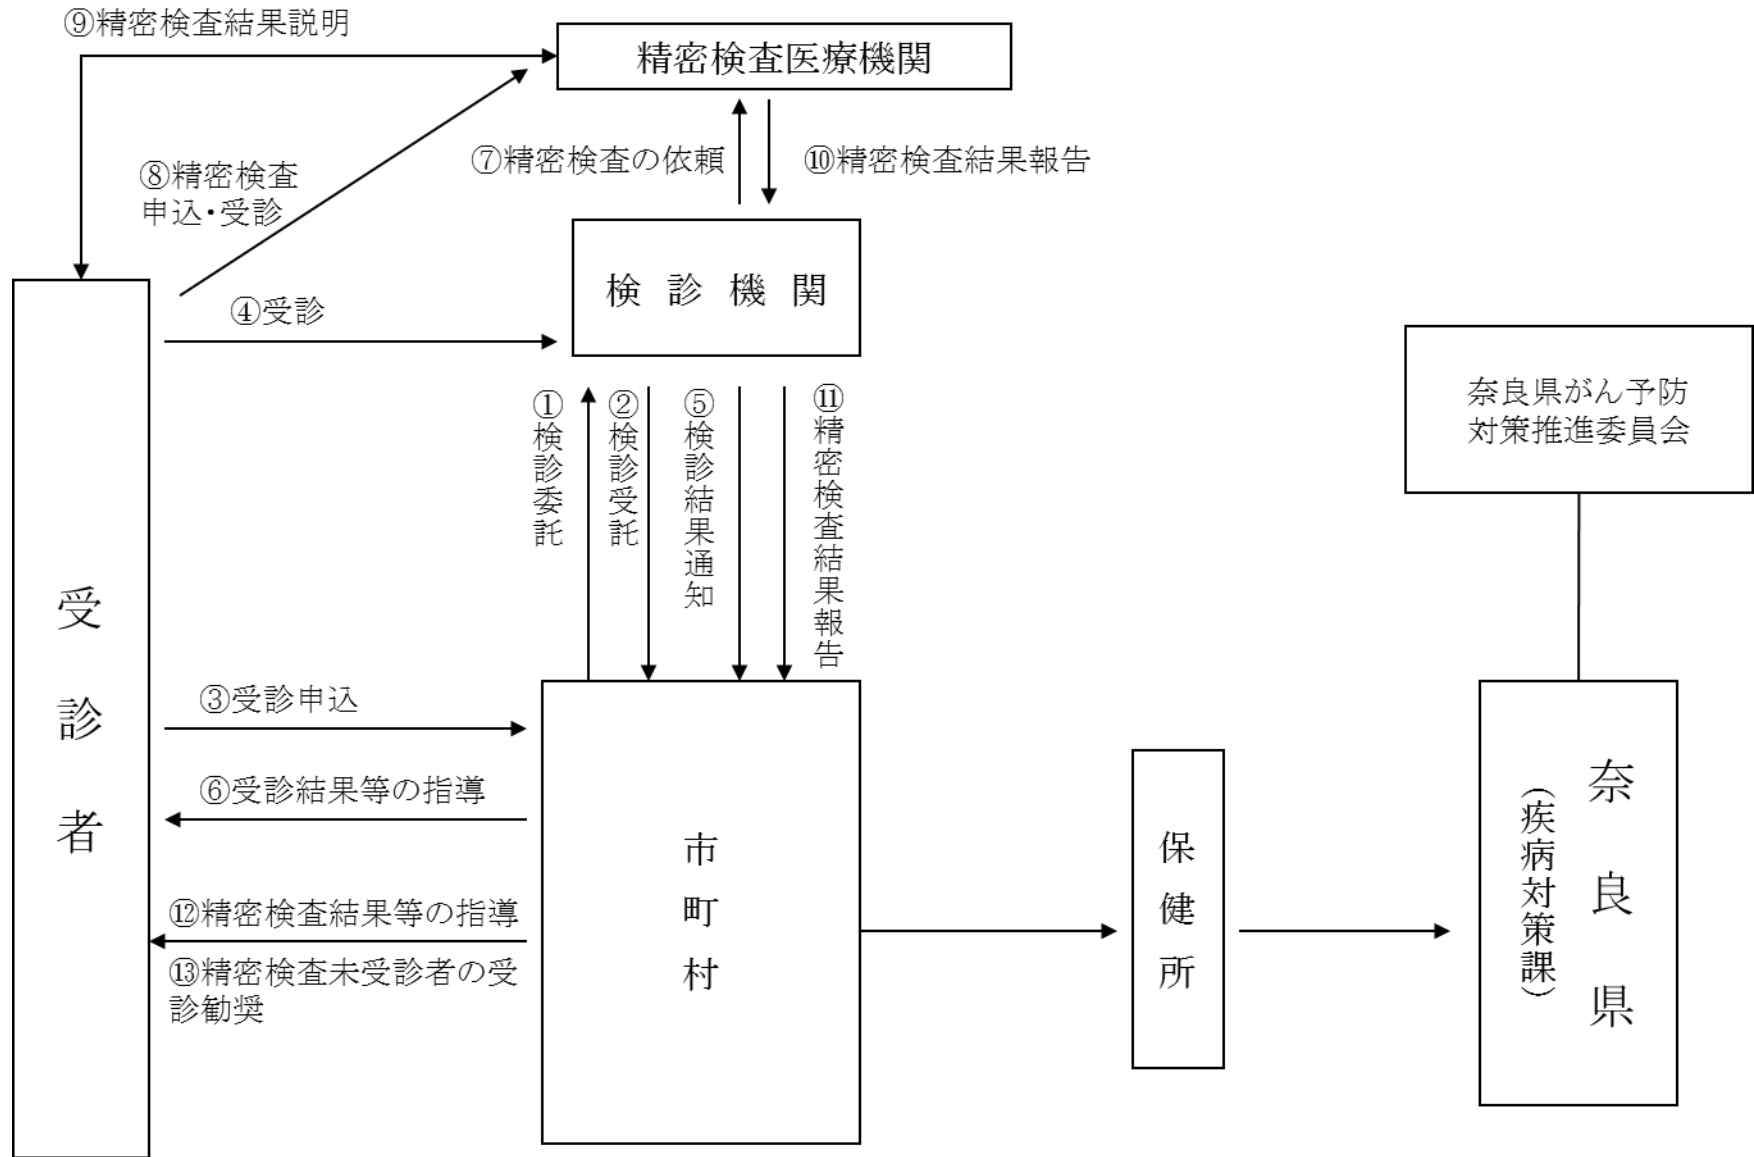 ⑨精密検査結果説明
精密検査医療機関
⑦精密検査の依頼
⑩精密検査結果報告
⑧精密検査
申込・受診
検診機関
④受診
奈良県がん予防
対策推進委員会
①検診委託
②検診受託
⑤検診結果通知
⑪精密検査結果報告
受診者
③受診申込
⑥受診結果等の指導
⑫精密検査結果等の指導
⑬精密検査未受診者の受
診勧奨
市町村
保健所
奈良県
(疾病対策課)